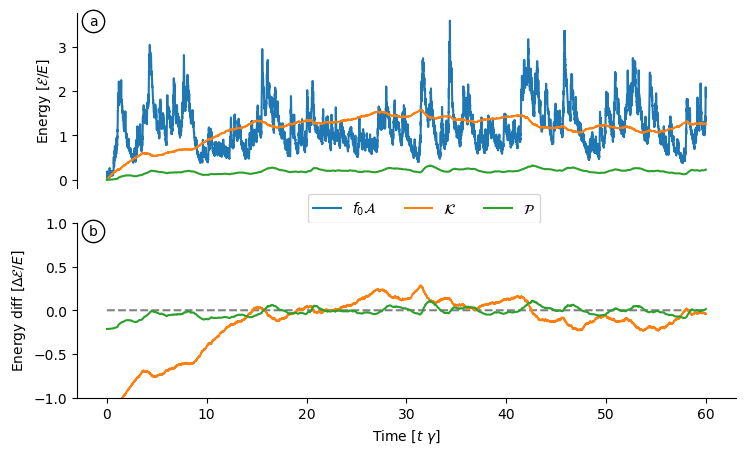 a
Energy [ℰ/E]
3
2
1
0
f₀𝒜 𝒦 𝒫
b
Energy diff [Δℰ/E]
1.0
0.5
0.0
−0.5
−1.0
0 10 20 30 40 50 60
Time [t γ]